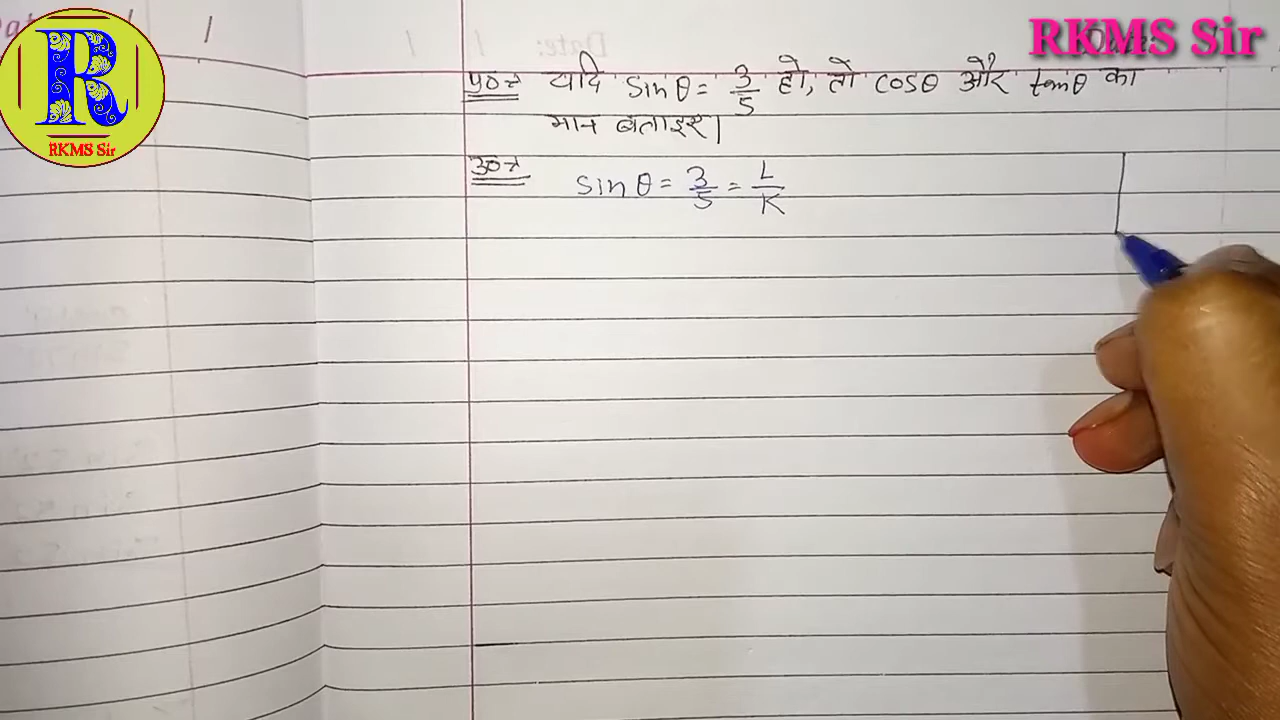 RKMS Sir
R
RKMS Sir
Date:
प्र०→ यदि sinθ = 3/5 हो, तो cosθ और tanθ का
मान बताइए।
उ०→ sinθ = 3/5 = L/K